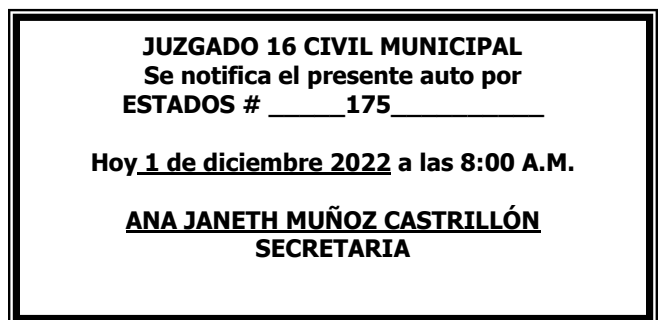 JUZGADO 16 CIVIL MUNICIPAL
Se notifica el presente auto por
ESTADOS # _____175__________
Hoy 1 de diciembre 2022 a las 8:00 A.M.
ANA JANETH MUÑOZ CASTRILLÓN
SECRETARIA